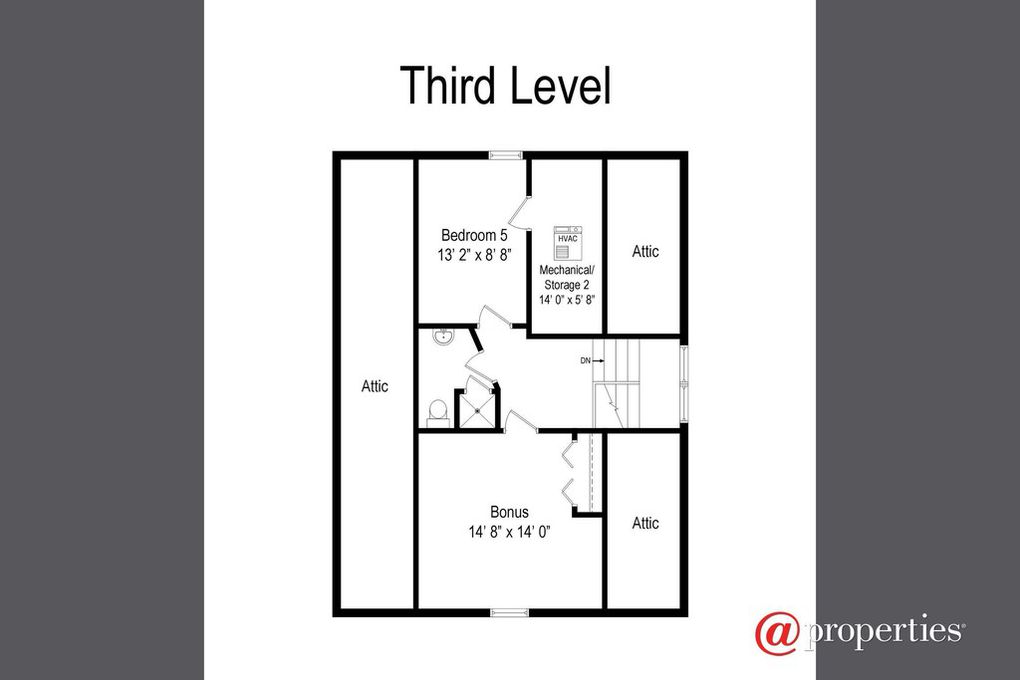 Third Level
Bedroom 5
13’ 2” x 8’ 8”
HVAC
Mechanical/
Storage 2
14’ 0” x 5’ 8”
Attic
DN
Attic
Bonus
14’ 8” x 14’ 0”
Attic
@properties®